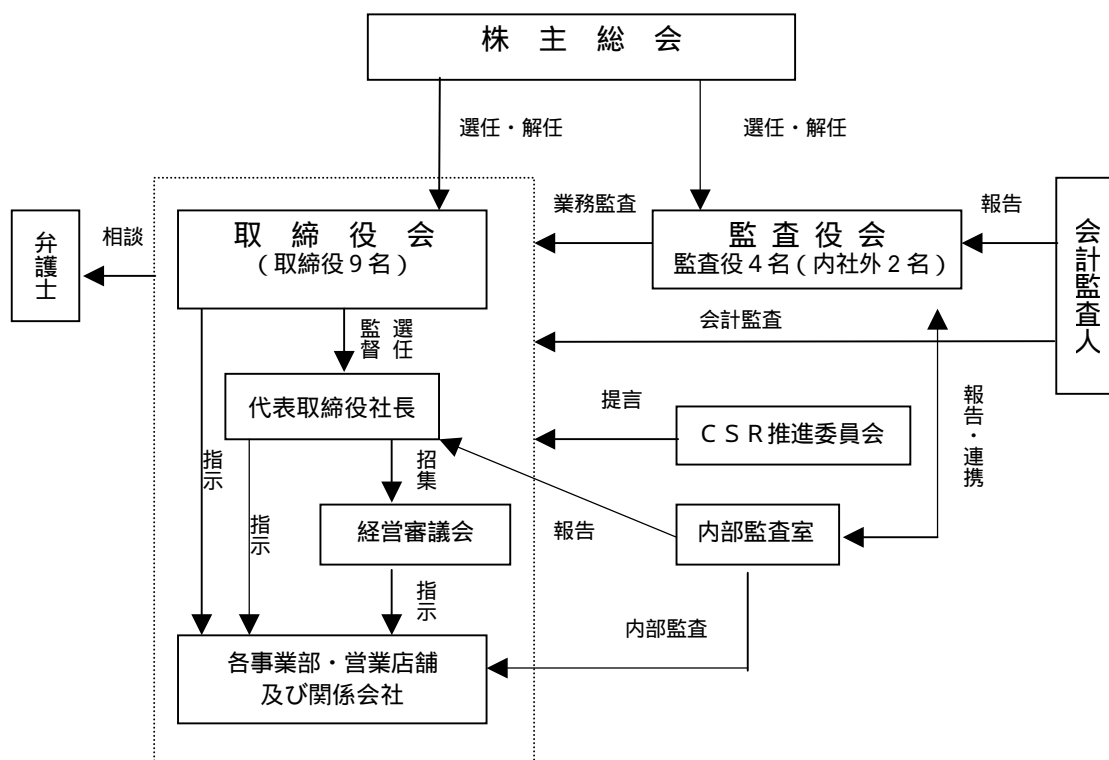 株 主 総 会
選任・解任
選任・解任
弁護士
相談
取 締 役 会
(取締役9名)
業務監査
監 査 役 会
監査役4名(内社外2名)
報告
会計監査人
監督
選任
会計監査
代表取締役社長
提言
CSR推進委員会
報告・連携
指示
指示
招集
経営審議会
報告
内部監査室
指示
内部監査
各事業部・営業店舗
及び関係会社